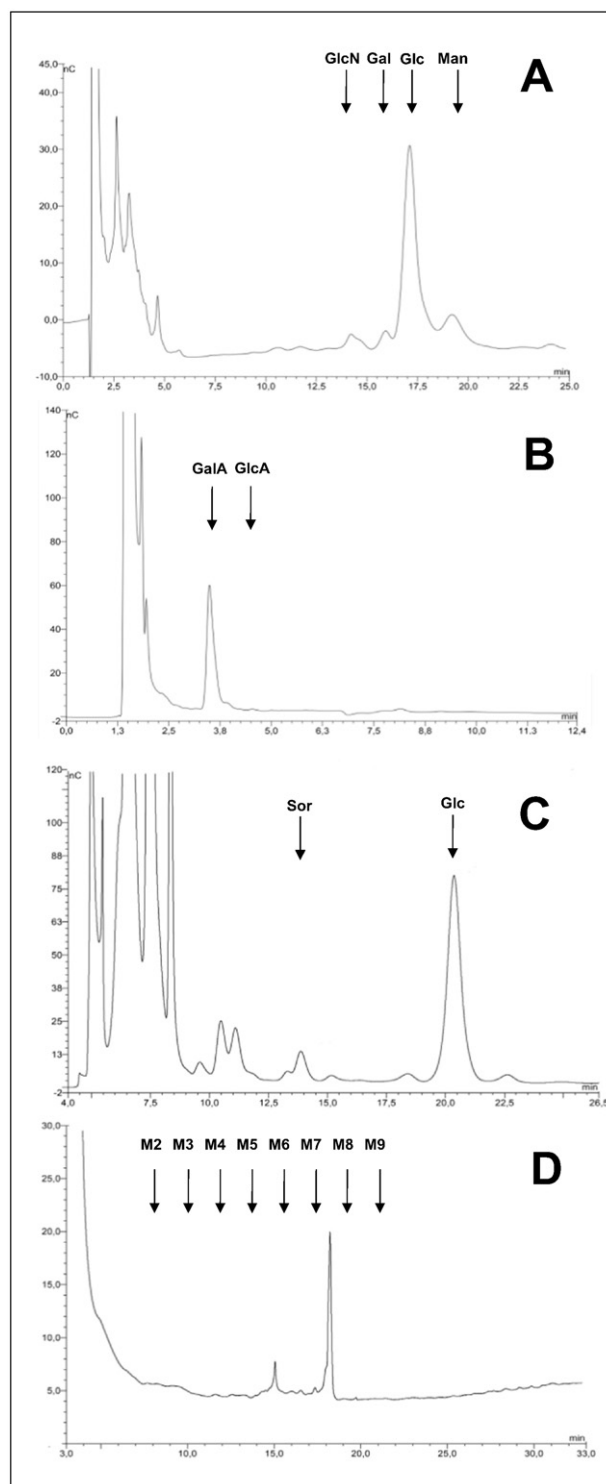 GlcN Gal Glc Man
A
45,0
nC
30,0
20,0
10,0
0,0
-10,0
min
0,0 2,5 5,0 7,5 10,0 12,5 15,0 17,5 20,0 22,5 25,0
B
140
nC
120
100
80
60
40
20
-2
GalA GlcA
min
0,0 1,3 2,5 3,8 5,0 6,3 7,5 8,8 10,0 11,3 12,4
C
120
nC
100
88
75
63
50
38
25
13
-2
Sor Glc
min
4,0 7,5 10,0 12,5 15,0 17,5 20,0 22,5 26,5
D
30,0
nC
25,0
20,0
15,0
10,0
5,0
0,0
M2 M3 M4 M5 M6 M7 M8 M9
min
3,0 10,0 15,0 20,0 25,0 33,0